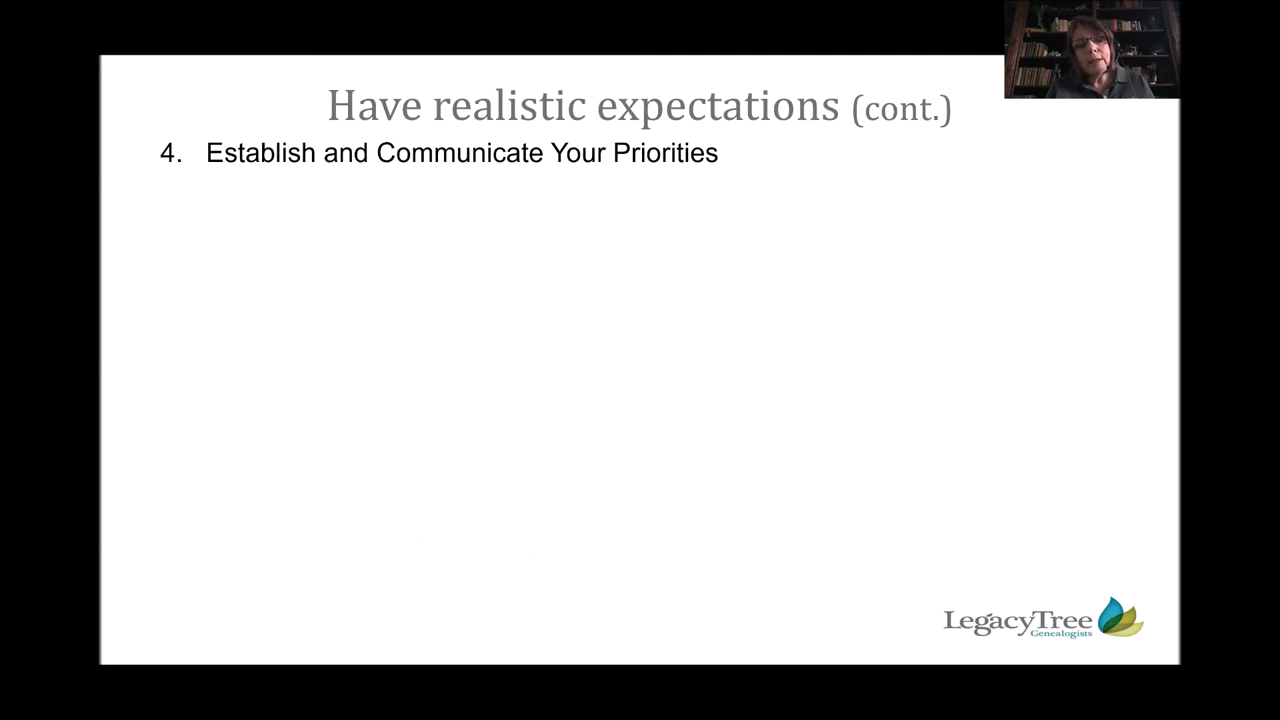 Have realistic expectations (cont.)
4. Establish and Communicate Your Priorities
LegacyTree
Genealogists